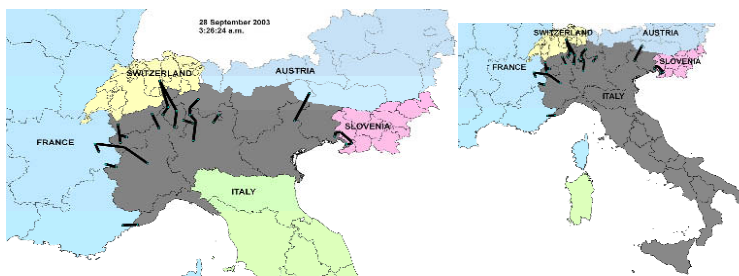 28 September 2003
3:26:24 a.m.
SWITZERLAND
AUSTRIA
FRANCE
SLOVENIA
ITALY
SWITZERLAND
AUSTRIA
SLOVENIA
FRANCE
ITALY